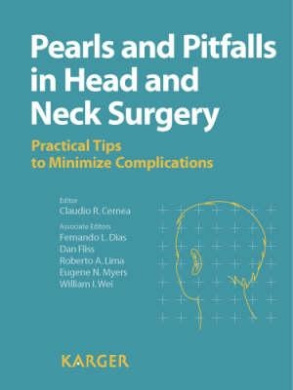 Pearls and Pitfalls
in Head and
Neck Surgery
Practical Tips
to Minimize Complications
Editor
Claudio R. Cernea
Associate Editors
Fernando L. Dias
Dan Fliss
Roberto A. Lima
Eugene N. Myers
William I. Wei
KARGER